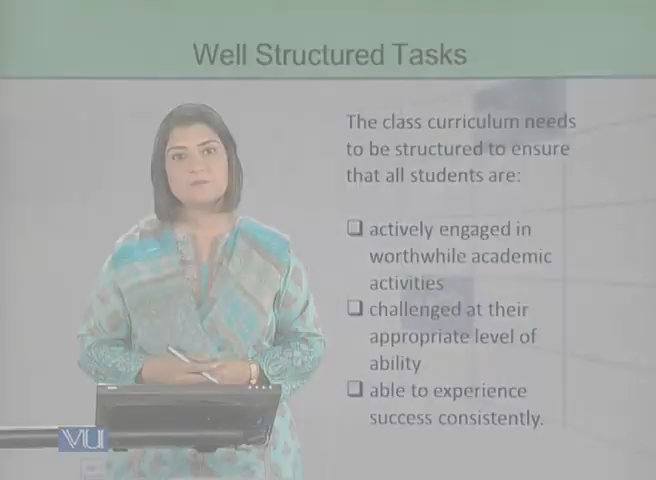 Well Structured Tasks
The class curriculum needs
to be structured to ensure
that all students are:
❑ actively engaged in
worthwhile academic
activities
❑ challenged at their
appropriate level of
ability
❑ able to experience
success consistently.
VU